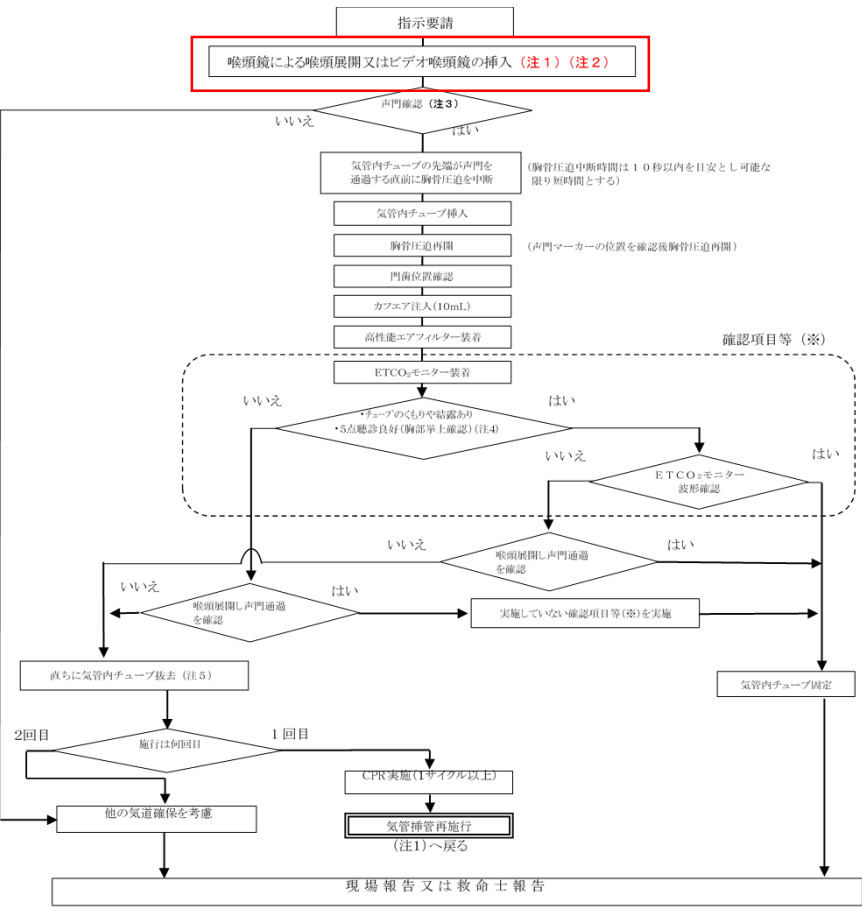 指示要請
喉頭鏡による喉頭展開又はビデオ喉頭鏡の挿入（注１）（注２）
声門確認（注３）
いいえ
はい
気管内チューブの先端が声門を
通過する直前に胸骨圧迫を中断
（胸骨圧迫中断時間は１０秒以内を目安とし可能な
限り短時間とする）
気管内チューブ挿入
胸骨圧迫再開
（声門マーカーの位置を確認後胸骨圧迫再開）
門歯位置確認
カフエア注入(10mL)
高性能エアフィルター装着
確認項目等（※）
ETCO₂モニター装着
いいえ
はい
・チューブのくもりや結露あり
・5点聴診良好(胸部挙上確認)(注4)
いいえ
はい
ＥＴＣＯ₂モニター
波形確認
いいえ
はい
喉頭展開し声門通過
を確認
いいえ
はい
喉頭展開し声門通過
を確認
実施していない確認項目等(※)を実施
直ちに気管内チューブ抜去（注５）
気管内チューブ固定
2回目
１回目
施行は何回目
CPR実施(1サイクル以上)
他の気道確保を考慮
気管挿管再施行
(注1)へ戻る
現場報告又は救命士報告